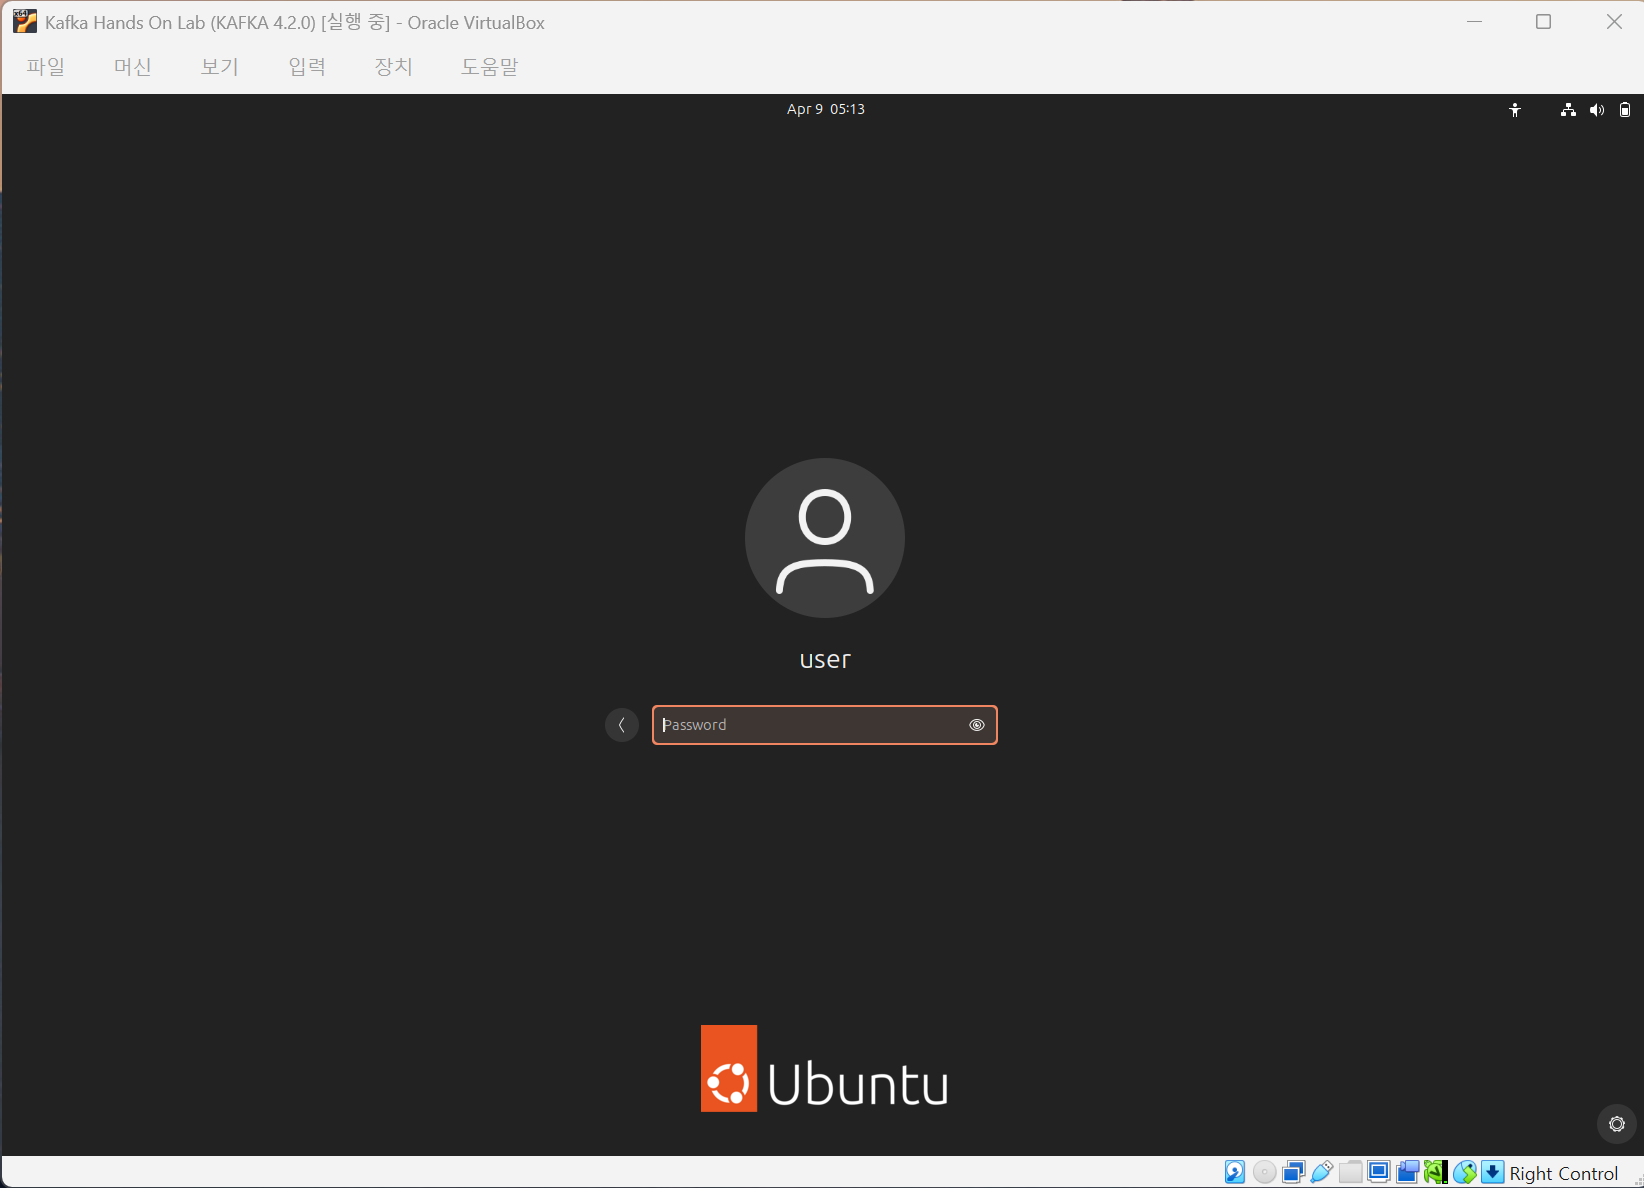 Kafka Hands On Lab (KAFKA 4.2.0) [실행 중] - Oracle VirtualBox
파일 머신 보기 입력 장치 도움말
Apr 9 05:13
user
Password
Ubuntu
Right Control